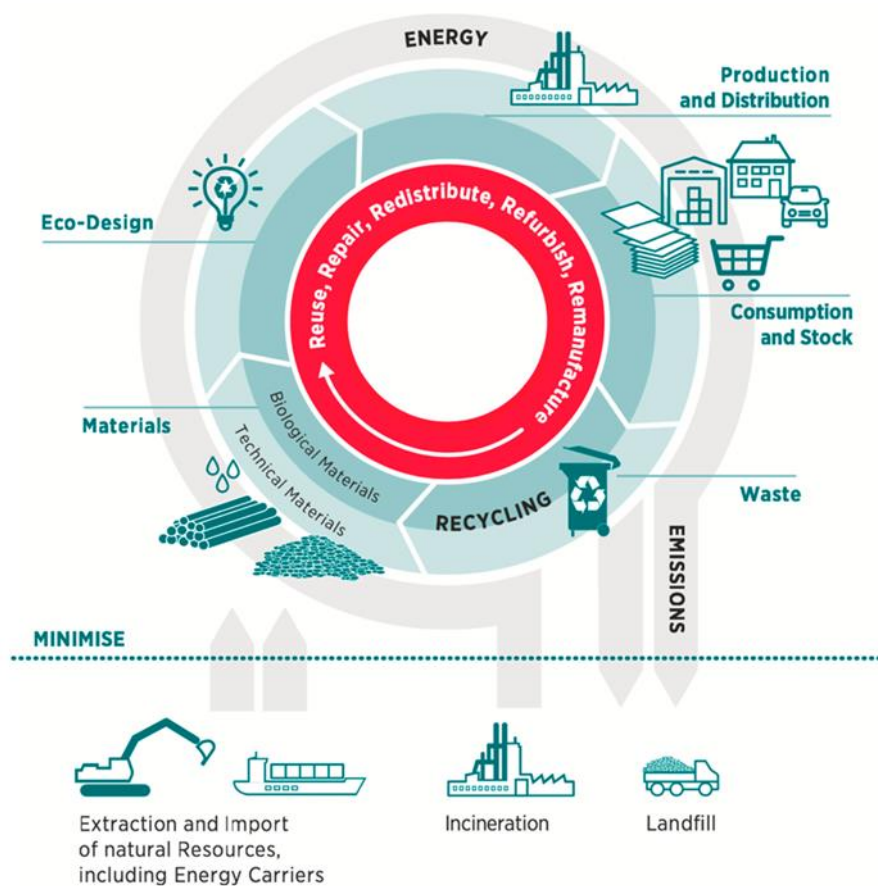 ENERGY
Production
and Distribution
Eco-Design
Reuse, Repair, Redistribute, Refurbish, Remanufacture
Consumption
and Stock
Materials
Biological Materials
Technical Materials
RECYCLING
Waste
EMISSIONS
MINIMISE
Extraction and Import
of natural Resources,
including Energy Carriers
Incineration
Landfill